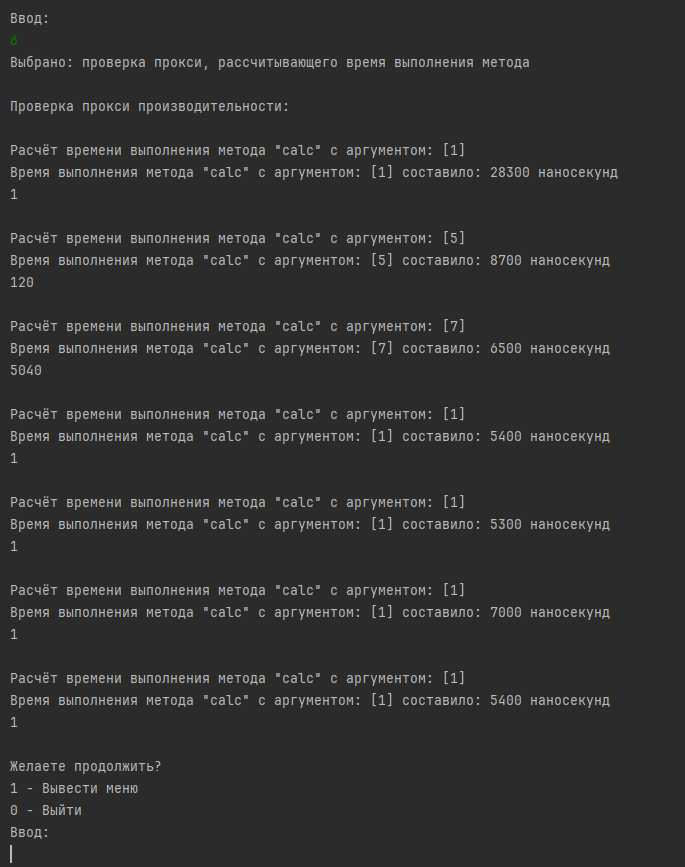 Ввод:
6
Выбрано: проверка прокси, рассчитывающего время выполнения метода
Проверка прокси производительности:
Расчёт времени выполнения метода "calc" с аргументом: [1]
Время выполнения метода "calc" с аргументом: [1] составило: 28300 наносекунд
1
Расчёт времени выполнения метода "calc" с аргументом: [5]
Время выполнения метода "calc" с аргументом: [5] составило: 8700 наносекунд
120
Расчёт времени выполнения метода "calc" с аргументом: [7]
Время выполнения метода "calc" с аргументом: [7] составило: 6500 наносекунд
5040
Расчёт времени выполнения метода "calc" с аргументом: [1]
Время выполнения метода "calc" с аргументом: [1] составило: 5400 наносекунд
1
Расчёт времени выполнения метода "calc" с аргументом: [1]
Время выполнения метода "calc" с аргументом: [1] составило: 5300 наносекунд
1
Расчёт времени выполнения метода "calc" с аргументом: [1]
Время выполнения метода "calc" с аргументом: [1] составило: 7000 наносекунд
1
Расчёт времени выполнения метода "calc" с аргументом: [1]
Время выполнения метода "calc" с аргументом: [1] составило: 5400 наносекунд
1
Желаете продолжить?
1 - Вывести меню
0 - Выйти
Ввод: